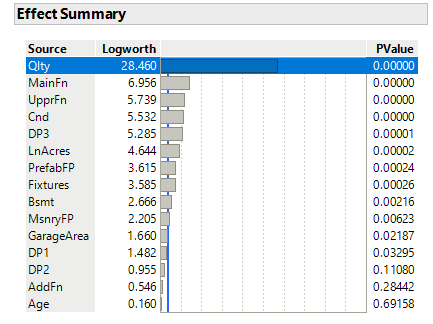 Effect Summary
Source Logworth PValue
Qlty 28.460 0.00000
MainFn 6.956 0.00000
UpprFn 5.739 0.00000
Cnd 5.532 0.00000
DP3 5.285 0.00001
LnAcres 4.644 0.00002
PrefabFP 3.615 0.00024
Fixtures 3.585 0.00026
Bsmt 2.666 0.00216
MsnryFP 2.205 0.00623
GarageArea 1.660 0.02187
DP1 1.482 0.03295
DP2 0.955 0.11080
AddFn 0.546 0.28442
Age 0.160 0.69158